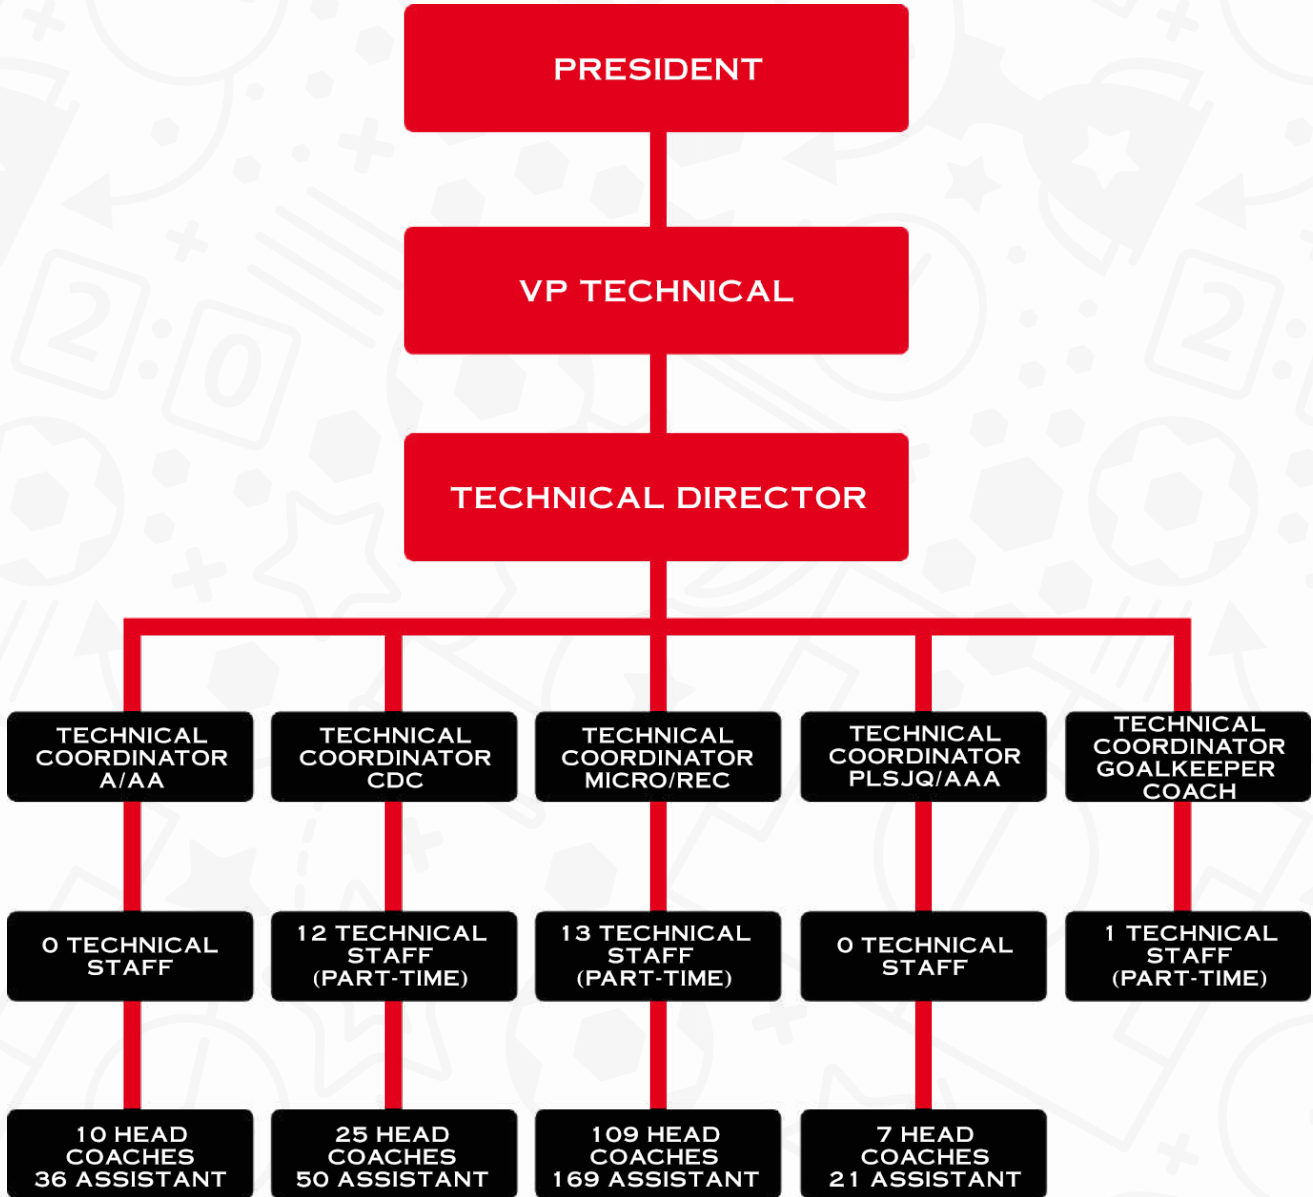 PRESIDENT
VP TECHNICAL
TECHNICAL DIRECTOR
TECHNICAL
COORDINATOR
A/AA
TECHNICAL
COORDINATOR
CDC
TECHNICAL
COORDINATOR
MICRO/REC
TECHNICAL
COORDINATOR
PLSJQ/AAA
TECHNICAL
COORDINATOR
GOALKEEPER
COACH
0 TECHNICAL
STAFF
12 TECHNICAL
STAFF
(PART-TIME)
13 TECHNICAL
STAFF
(PART-TIME)
0 TECHNICAL
STAFF
1 TECHNICAL
STAFF
(PART-TIME)
10 HEAD
COACHES
36 ASSISTANT
25 HEAD
COACHES
50 ASSISTANT
109 HEAD
COACHES
169 ASSISTANT
7 HEAD
COACHES
21 ASSISTANT
2:0
2: